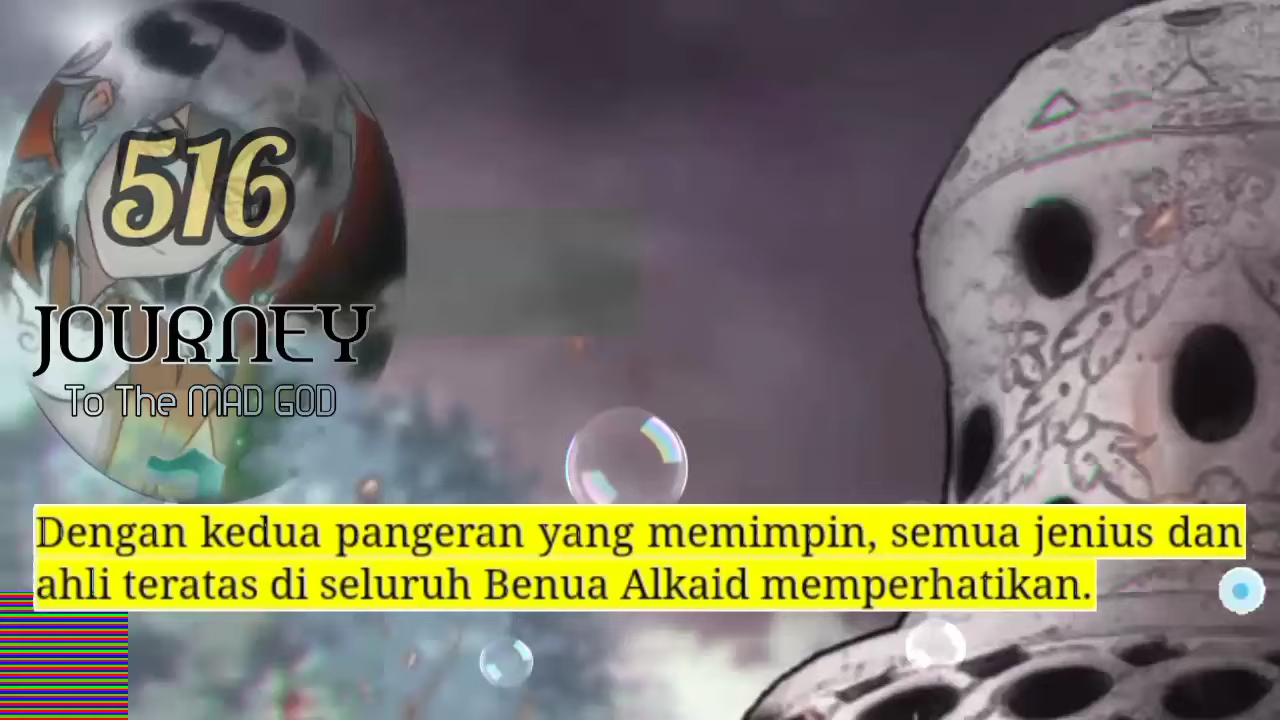 516
JOURNEY
To The MAD GOD
Dengan kedua pangeran yang memimpin, semua jenius dan
ahli teratas di seluruh Benua Alkaid memperhatikan.